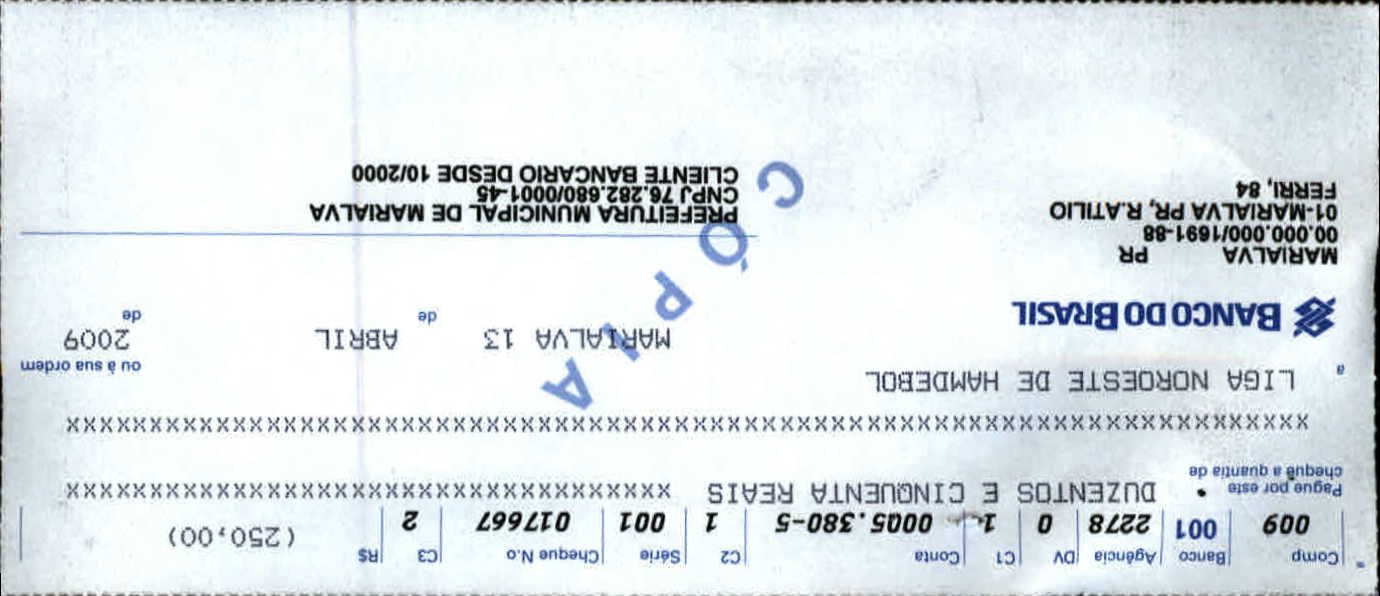 Comp Banco Agência DV C1 Conta C2 Série Cheque N.o C3 R$
009 001 2278 0 1 0005.380-5 1 001 017667 2 (250,00)
Pague por este
cheque a quantia de DUZENTOS E CINQUENTA REAIS XXXXXXXXXXXXXXXXXXXXXXXXXXXXXXXXXXXXX
XXXXXXXXXXXXXXXXXXXXXXXXXXXXXXXXXXXXXXXXXXXXXXXXXXXXXXXXXXXXXXXXXXXXXXXXXXXX
a LIGA NOROESTE DE HAMDEBOL ou à sua ordem
MARIALVA 13 de ABRIL de 2009
BANCO DO BRASIL
MARIALVA PR
00.000.000/1691-88
01-MARIALVA PR, R.ATILIO
FERRI, 84
PREFEITURA MUNICIPAL DE MARIALVA
CNPJ 76.282.680/0001-45
CLIENTE BANCARIO DESDE 10/2000
CÓPIA